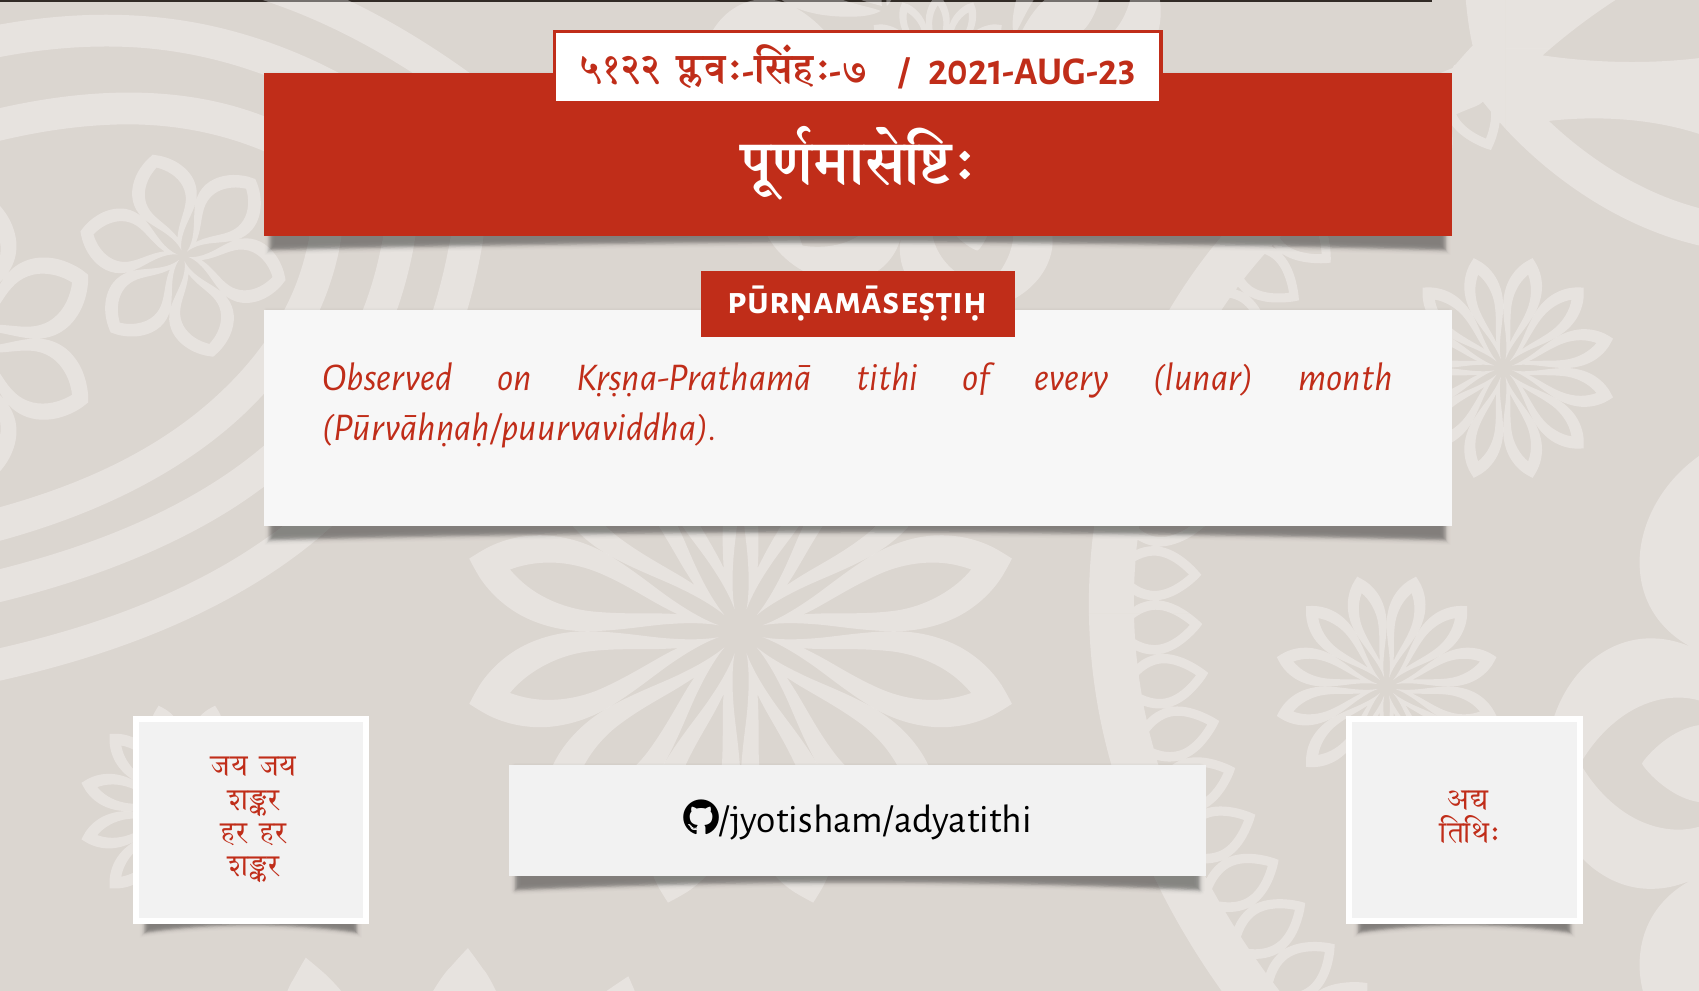 ५१२२ प्लवः-सिंहः-७ / 2021-AUG-23
पूर्णमासेष्टिः
PŪRṆAMĀSEṢṬIḤ
Observed on Kṛṣṇa-Prathamā tithi of every (lunar) month
(Pūrvāhṇaḥ/puurvaviddha).
जय जय
शङ्कर
हर हर
शङ्कर
/jyotisham/adyatithi
अद्य
तिथिः